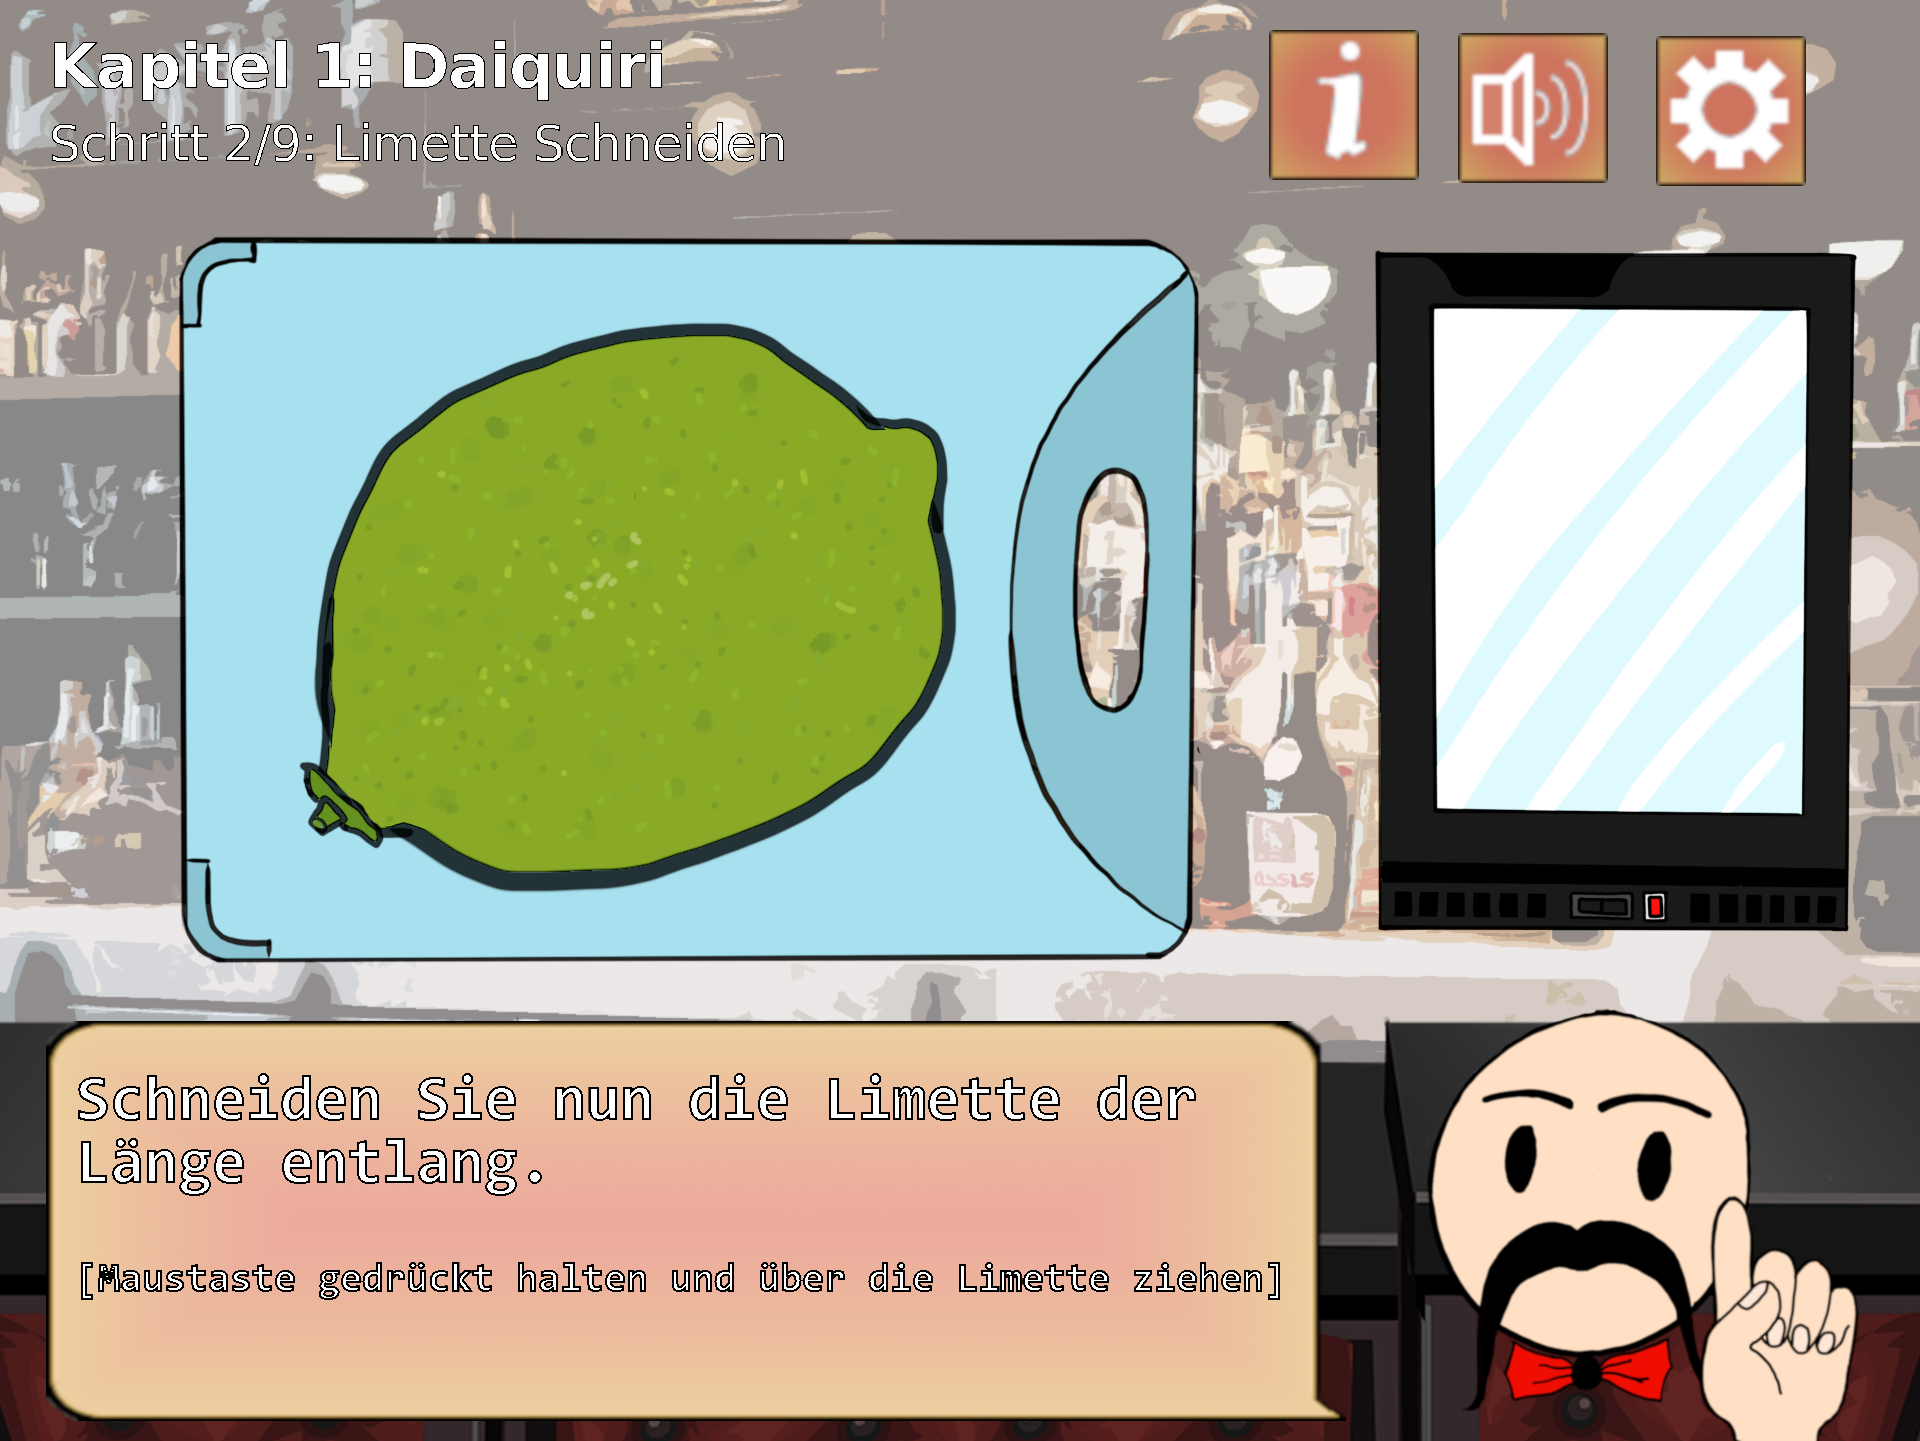 Kapitel 1: Daiquiri
Schritt 2/9: Limette Schneiden
assis
Schneiden Sie nun die Limette der
Länge entlang.
[Maustaste gedrückt halten und über die Limette ziehen]